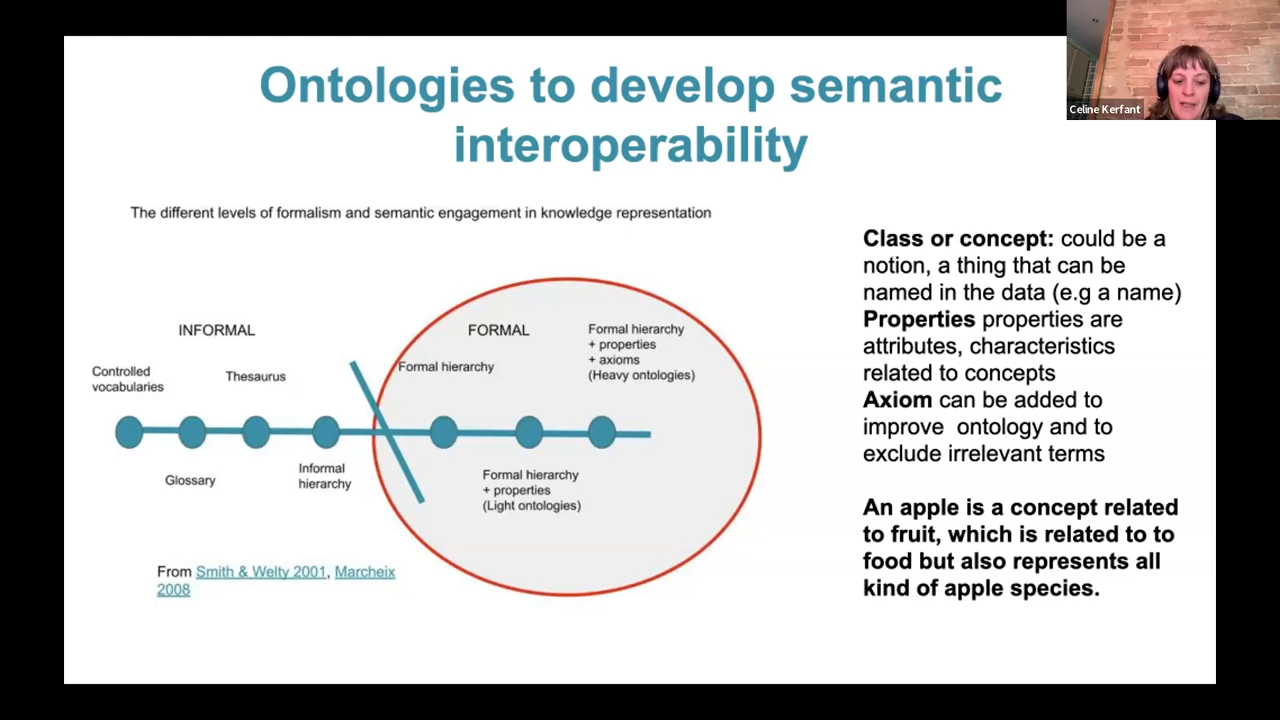 Ontologies to develop semantic
interoperability
Celine Kerfant
The different levels of formalism and semantic engagement in knowledge representation
INFORMAL
FORMAL
Controlled
vocabularies
Thesaurus
Formal hierarchy
Formal hierarchy
+ properties
+ axioms
(Heavy ontologies)
Glossary
Informal
hierarchy
Formal hierarchy
+ properties
(Light ontologies)
From Smith & Welty 2001, Marcheix
2008
Class or concept: could be a
notion, a thing that can be
named in the data (e.g a name)
Properties properties are
attributes, characteristics
related to concepts
Axiom can be added to
improve ontology and to
exclude irrelevant terms
An apple is a concept related
to fruit, which is related to to
food but also represents all
kind of apple species.